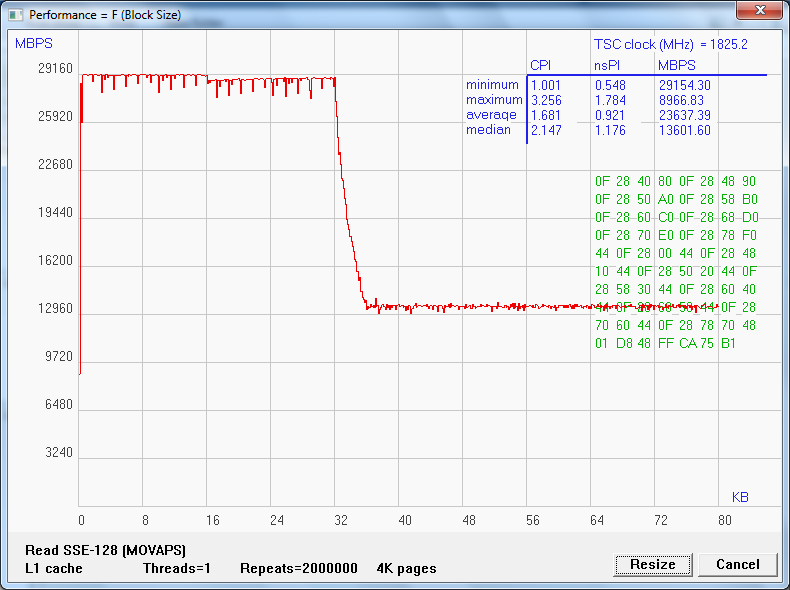 Performance = F (Block Size)
MBPS
TSC clock (MHz) = 1825.2
CPI nsPI MBPS
minimum 1.001 0.548 29154.30
maximum 3.256 1.784 8966.83
average 1.681 0.921 23637.39
median 2.147 1.176 13601.60
29160
25920
22680
19440
16200
12960
9720
6480
3240
0F 28 40 80 0F 28 48 90
0F 28 50 A0 0F 28 58 B0
0F 28 60 C0 0F 28 68 D0
0F 28 70 E0 0F 28 78 F0
44 0F 28 00 44 0F 28 48
10 44 0F 28 50 20 44 0F
28 58 30 44 0F 28 60 40
44 0F 28 68 50 44 0F 28
70 60 44 0F 28 78 70 48
01 D8 48 FF CA 75 B1
KB
0 8 16 24 32 40 48 56 64 72 80
Read SSE-128 (MOVAPS)
L1 cache Threads=1 Repeats=2000000 4K pages
Resize Cancel